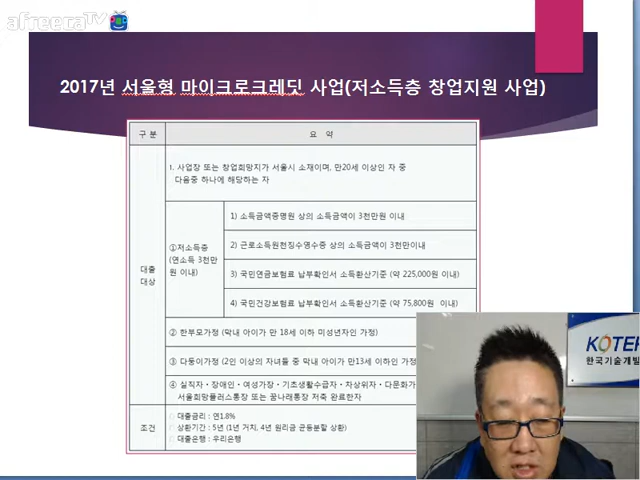 afreecaTV
2017년 서울형 마이크로크레딧 사업(저소득층 창업지원 사업)
구 분
요 약
대출
대상
1. 사업장 또는 창업희망지가 서울시 소재이며, 만20세 이상인 자 중
다음중 하나에 해당하는 자
①저소득층
(연소득 3천만
원 이내)
1) 소득금액증명원 상의 소득금액이 3천만원 이내
2) 근로소득원천징수영수증 상의 소득금액이 3천만이내
3) 국민연금보험료 납부확인서 소득환산기준 (약 225,000원 이내)
4) 국민건강보험료 납부확인서 소득환산기준 (약 75,800원 이내)
② 한부모가정 (막내 아이가 만 18세 이하 미성년자인 가정)
③ 다둥이가정 (2인 이상의 자녀들 중 막내 아이가 만13세 이하인 가정
④ 실직자・장애인・여성가장・기초생활수급자・차상위자・다문화가
서울희망플러스통장 또는 꿈나래통장 저축 완료한자
조건
□ 대출금리 : 연1.8%
□ 상환기간 : 5년 (1년 거치, 4년 원리금 균등분할 상환)
□ 대출은행 : 우리은행
KOTE
한국기술개발